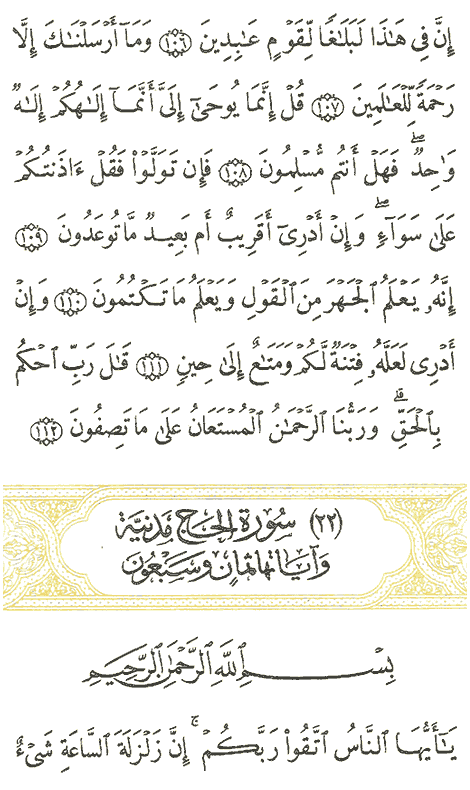 إِنَّ فِي هَٰذَا لَبَلَٰغًا لِّقَوْمٍ عَٰبِدِينَ ١٠٦ وَمَآ أَرْسَلْنَٰكَ إِلَّا
رَحْمَةً لِّلْعَٰلَمِينَ ١٠٧ قُلْ إِنَّمَا يُوحَىٰٓ إِلَيَّ أَنَّمَآ إِلَٰهُكُمْ إِلَٰهٌ
وَٰحِدٌ ۖ فَهَلْ أَنتُم مُّسْلِمُونَ ١٠٨ فَإِن تَوَلَّوْا۟ فَقُلْ ءَاذَنتُكُمْ
عَلَىٰ سَوَآءٍ ۖ وَإِنْ أَدْرِىٓ أَقَرِيبٌ أَم بَعِيدٌ مَّا تُوعَدُونَ ١٠٩
إِنَّهُۥ يَعْلَمُ ٱلْجَهْرَ مِنَ ٱلْقَوْلِ وَيَعْلَمُ مَا تَكْتُمُونَ ١١٠ وَإِنْ
أَدْرِى لَعَلَّهُۥ فِتْنَةٌ لَّكُمْ وَمَتَٰعٌ إِلَىٰ حِينٍ ١١١ قَٰلَ رَبِّ ٱحْكُم
بِٱلْحَقِّ ۗ وَرَبُّنَا ٱلرَّحْمَٰنُ ٱلْمُسْتَعَانُ عَلَىٰ مَا تَصِفُونَ ١١٢
(٢٢) سُورَةُ الحَجِّ مَدَنِيَّة
وَآيَاتُهَا ثَمَانٍ وَسَبْعُونَ
بِسْمِ ٱللَّهِ ٱلرَّحْمَٰنِ ٱلرَّحِيمِ
يَٰٓأَيُّهَا ٱلنَّاسُ ٱتَّقُوا۟ رَبَّكُمْ ۚ إِنَّ زَلْزَلَةَ ٱلسَّاعَةِ شَىْءٌ